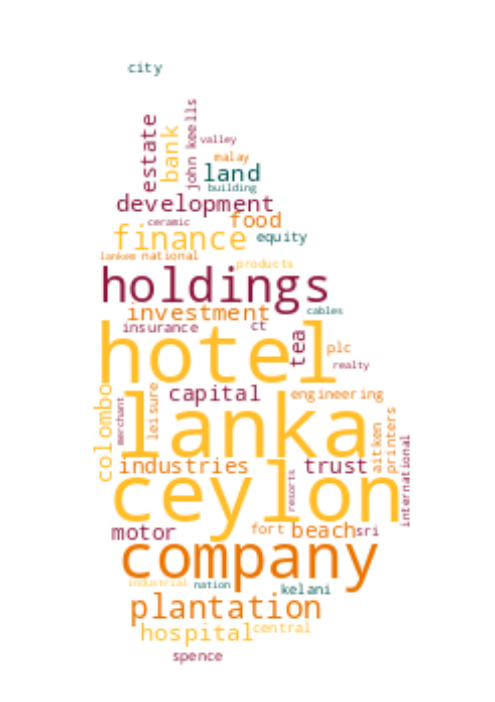 city
estate
bank
john keells
valley
malay
land
building
development
ceramic
food
finance
equity
lankem
national
products
holdings
investment
cables
insurance
ct
hotel
tea
plc
realty
capital
engineering
colombo
merchant
leisure
lanka
aitken
printers
industries
trust
international
ceylon
resorts
motor
fort
beach
sri
company
industrial
nation
kelani
plantation
hospital
central
spence